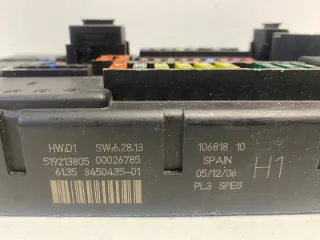 HW.01 SW.6.28.13
519213805 00026785
61.35 3450435-01
106818 10
SPAIN
05/12/06
PL3 SPEG
H1